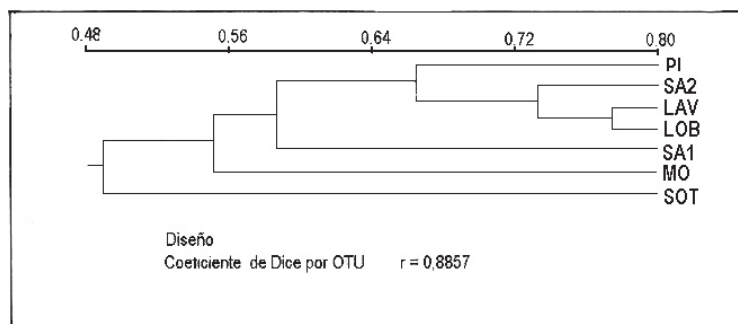 0.48 0.56 0.64 0.72 0.80
PI
SA2
LAV
LOB
SA1
MO
SOT
Diseño
Coeficiente de Dice por OTU r = 0,8857